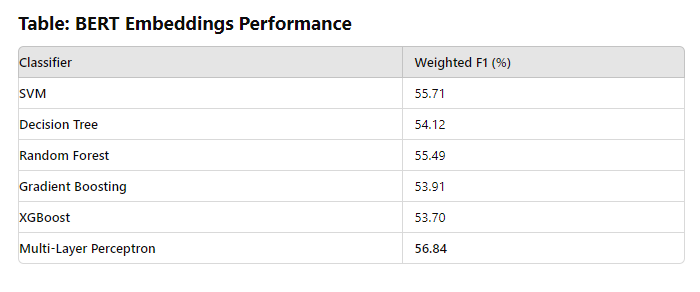 Table: BERT Embeddings Performance
Classifier Weighted F1 (%)
SVM 55.71
Decision Tree 54.12
Random Forest 55.49
Gradient Boosting 53.91
XGBoost 53.70
Multi-Layer Perceptron 56.84